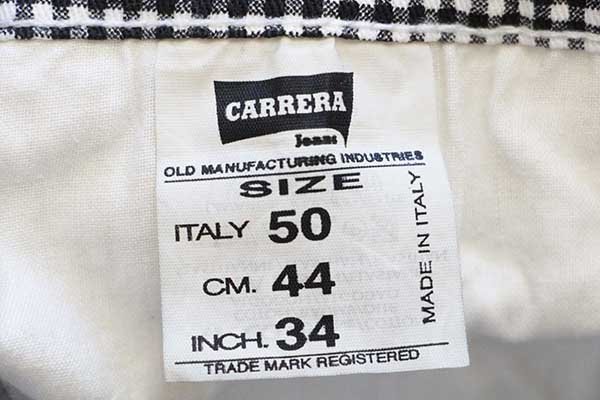 CARRERA
Jeans
OLD MANUFACTURING INDUSTRIES
SIZE
ITALY 50
CM. 44
INCH. 34
TRADE MARK REGISTERED
MADE IN ITALY